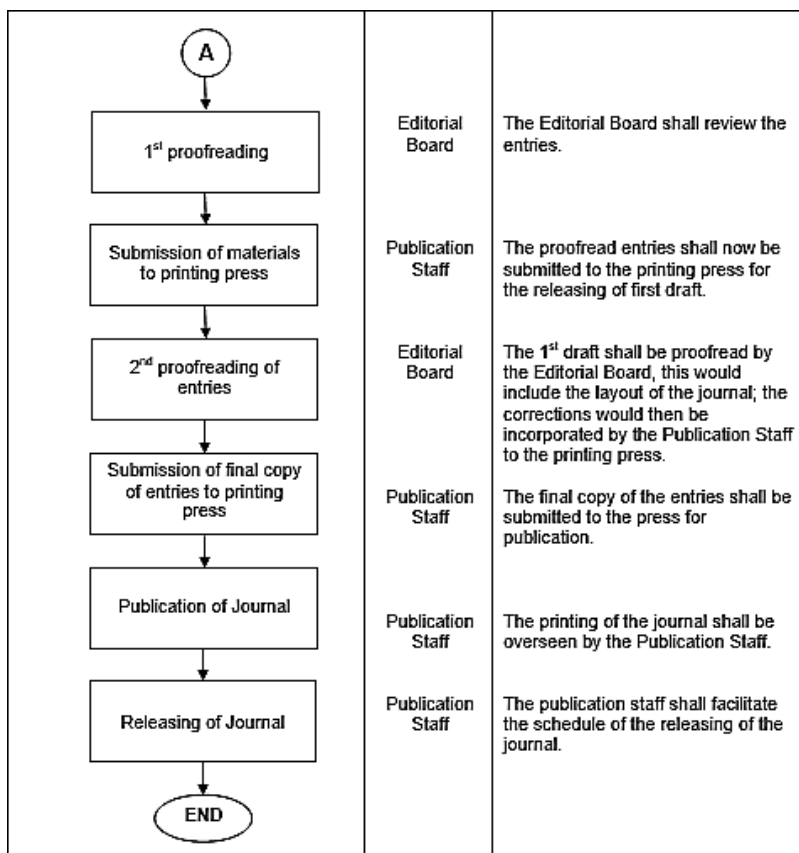 A
1st proofreading
Editorial
Board
The Editorial Board shall review the
entries.
Submission of materials
to printing press
Publication
Staff
The proofread entries shall now be
submitted to the printing press for
the releasing of first draft.
2nd proofreading of
entries
Editorial
Board
The 1st draft shall be proofread by
the Editorial Board, this would
include the layout of the journal; the
corrections would then be
incorporated by the Publication Staff
to the printing press.
Submission of final copy
of entries to printing
press
Publication
Staff
The final copy of the entries shall be
submitted to the press for
publication.
Publication of Journal
Publication
Staff
The printing of the journal shall be
overseen by the Publication Staff.
Releasing of Journal
Publication
Staff
The publication staff shall facilitate
the schedule of the releasing of the
journal.
END